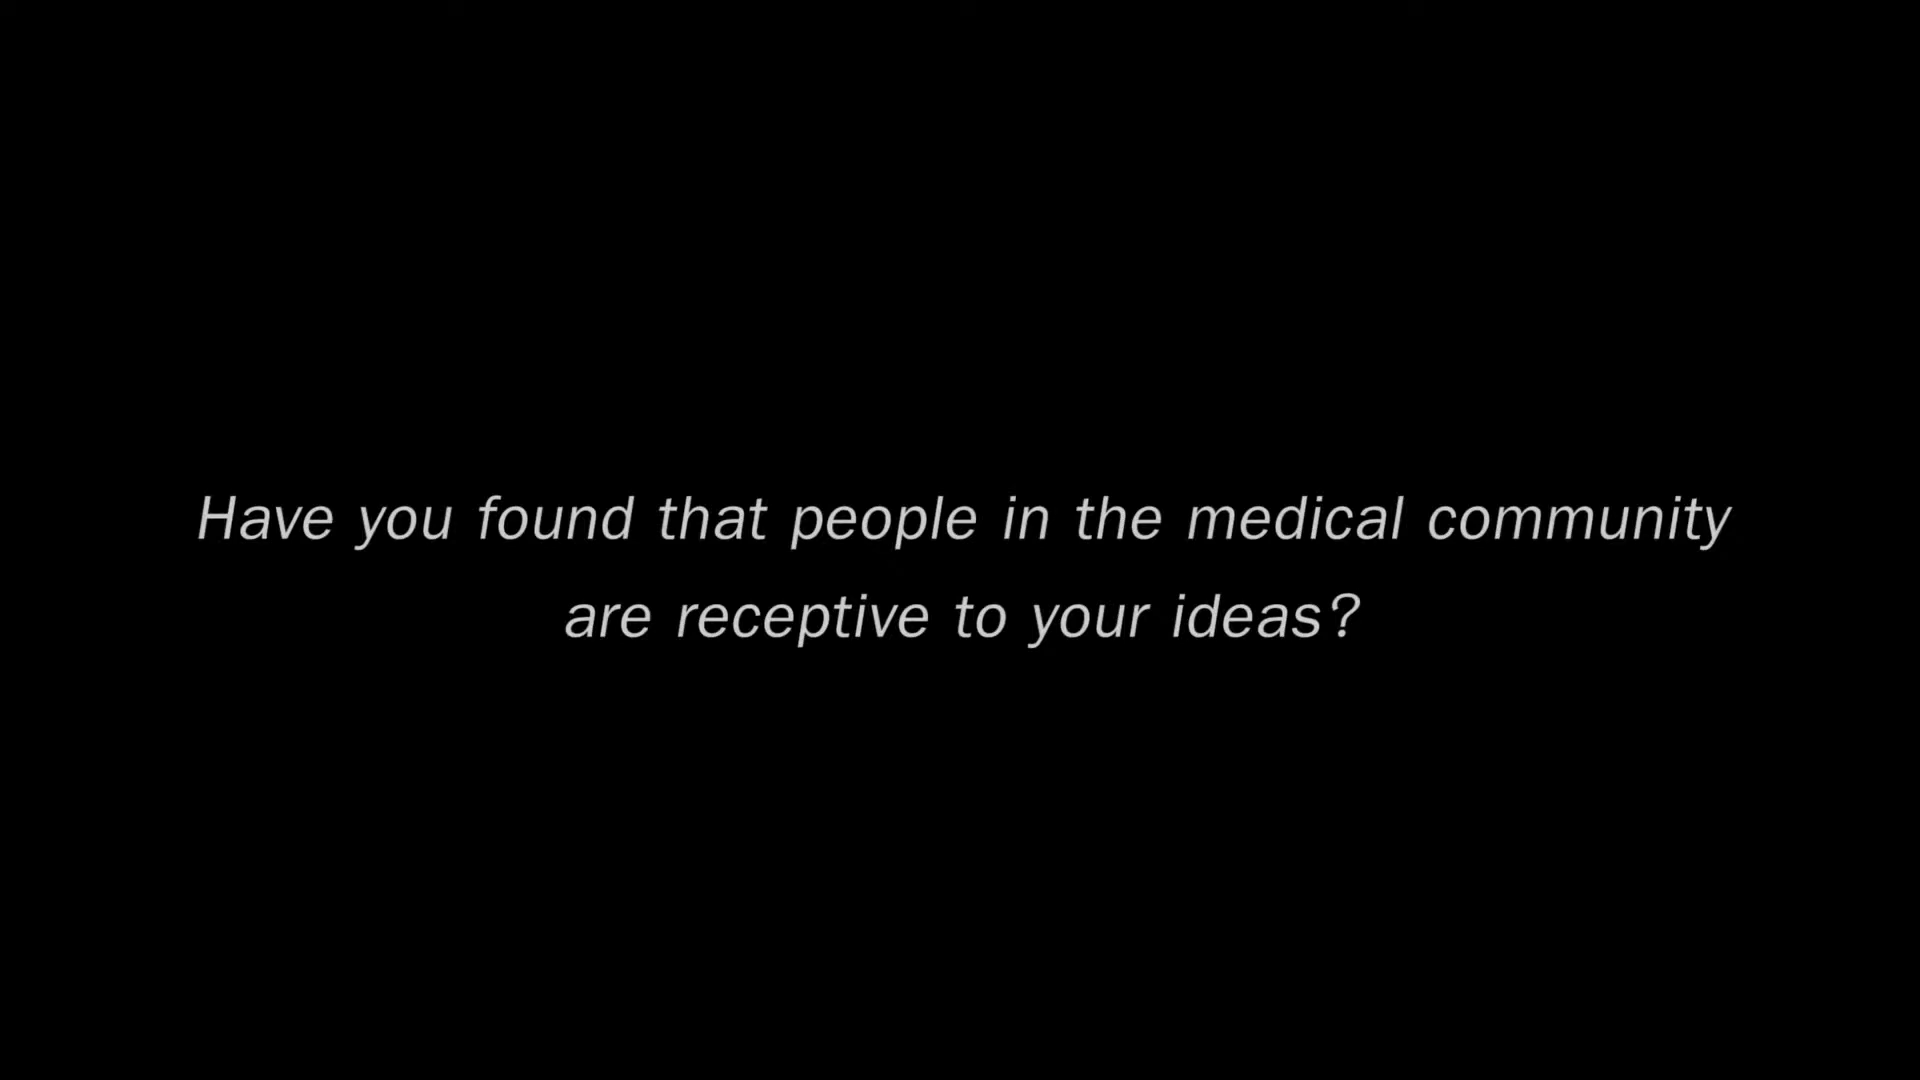 Have you found that people in the medical community
are receptive to your ideas?